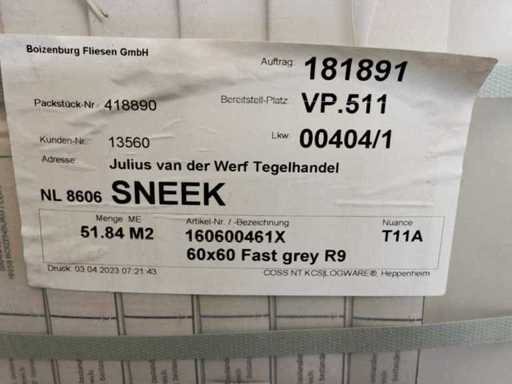 Boizenburg Fliesen GmbH
Auftrag: 181891
Packstück-Nr 418890 Bereitstell-Platz: VP.511
Kunden-Nr.: 13560 Lkw: 00404/1
Adresse: Julius van der Werf Tegelhandel
NL 8606 SNEEK
Menge ME Artikel-Nr. / -Bezeichnung Nuance
51.84 M2 160600461X T11A
60x60 Fast grey R9
Druck: 03.04.2023 07:21:43 COSS NT KCS|LOGWARE®, Heppenheim